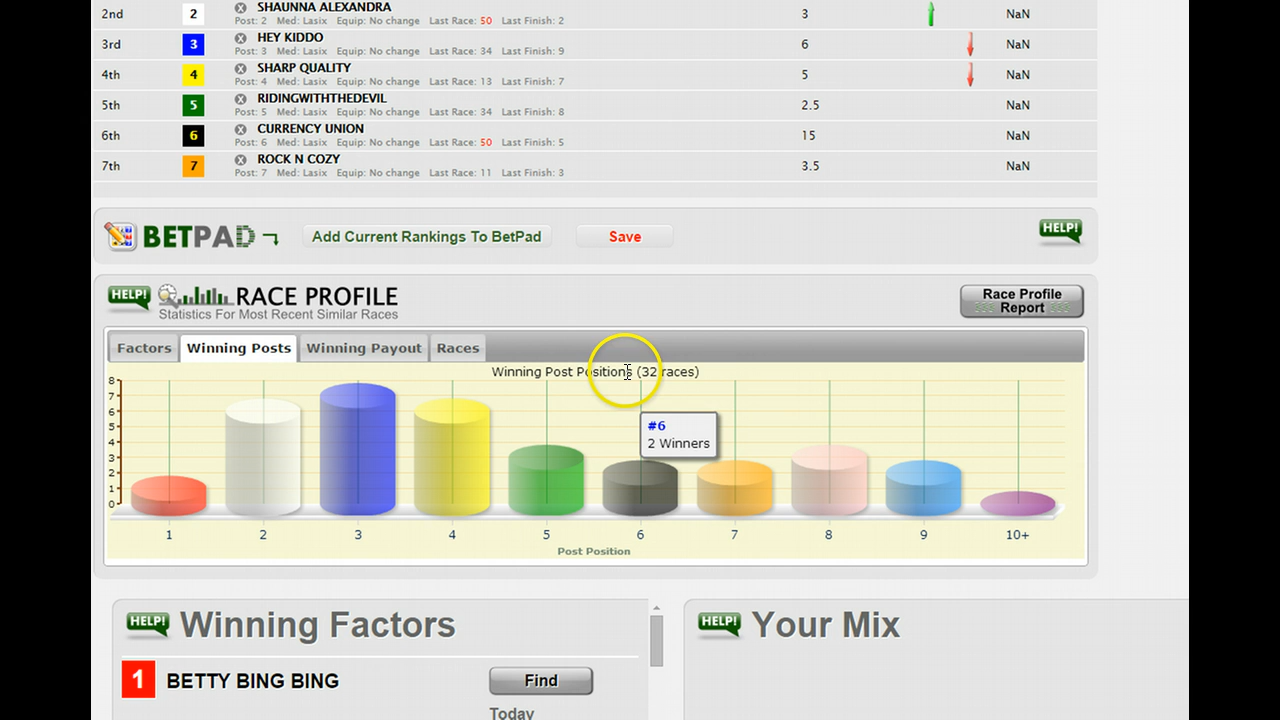 2nd 2 SHAUNNA ALEXANDRA 3 NaN
Post: 2 Med: Lasix Equip: No change Last Race: 50 Last Finish: 2
3rd 3 HEY KIDDO 6 NaN
Post: 3 Med: Lasix Equip: No change Last Race: 34 Last Finish: 9
4th 4 SHARP QUALITY 5 NaN
Post: 4 Med: Lasix Equip: No change Last Race: 13 Last Finish: 7
5th 5 RIDINGWITHTHEDEVIL 2.5 NaN
Post: 5 Med: Lasix Equip: No change Last Race: 34 Last Finish: 8
6th 6 CURRENCY UNION 15 NaN
Post: 6 Med: Lasix Equip: No change Last Race: 50 Last Finish: 5
7th 7 ROCK N COZY 3.5 NaN
Post: 7 Med: Lasix Equip: No change Last Race: 11 Last Finish: 3
BETPAD Add Current Rankings To BetPad Save HELP!
HELP! RACE PROFILE
Statistics For Most Recent Similar Races
Race Profile
Report
Factors Winning Posts Winning Payout Races
Winning Post Positions (32 races)
8
7
6
5
4
3
2
1
0
#6
2 Winners
1 2 3 4 5 6 7 8 9 10+
Post Position
HELP! Winning Factors
1 BETTY BING BING Find
Today
HELP! Your Mix